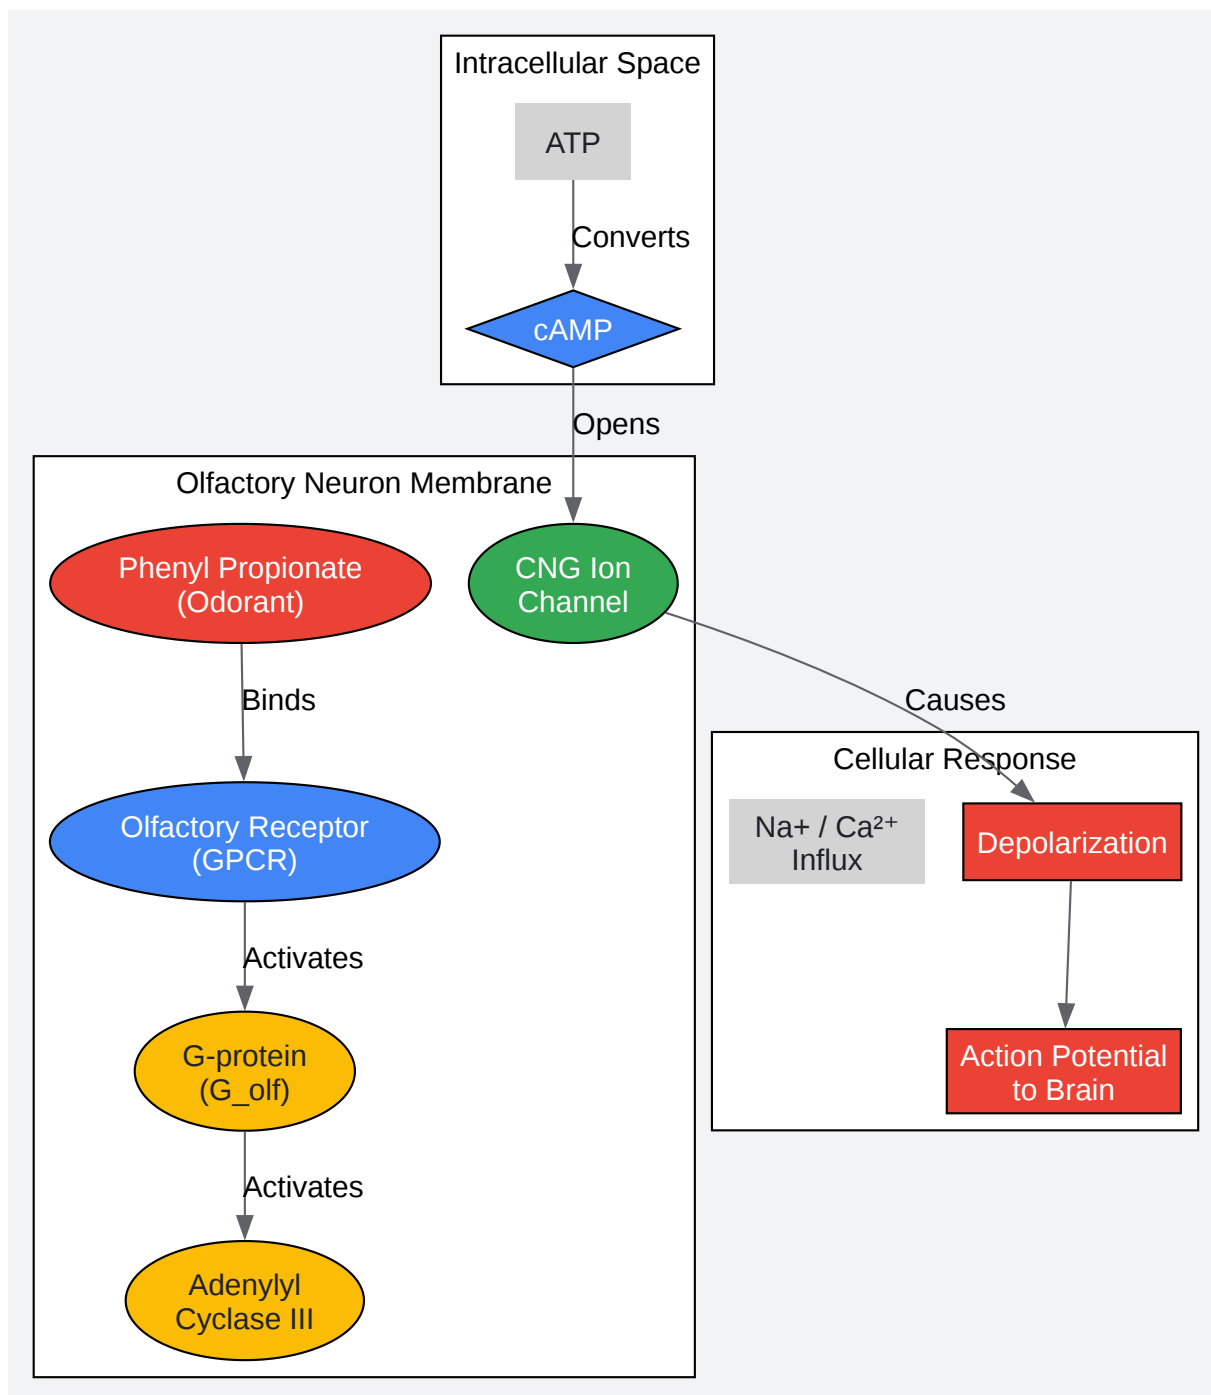 Intracellular Space
ATP
Converts
cAMP
Opens
Olfactory Neuron Membrane
Phenyl Propionate
(Odorant)
CNG Ion
Channel
Binds
Causes
Cellular Response
Olfactory Receptor
(GPCR)
Na+ / Ca²⁺
Influx
Depolarization
Activates
G-protein
(G_olf)
Action Potential
to Brain
Activates
Adenylyl
Cyclase III